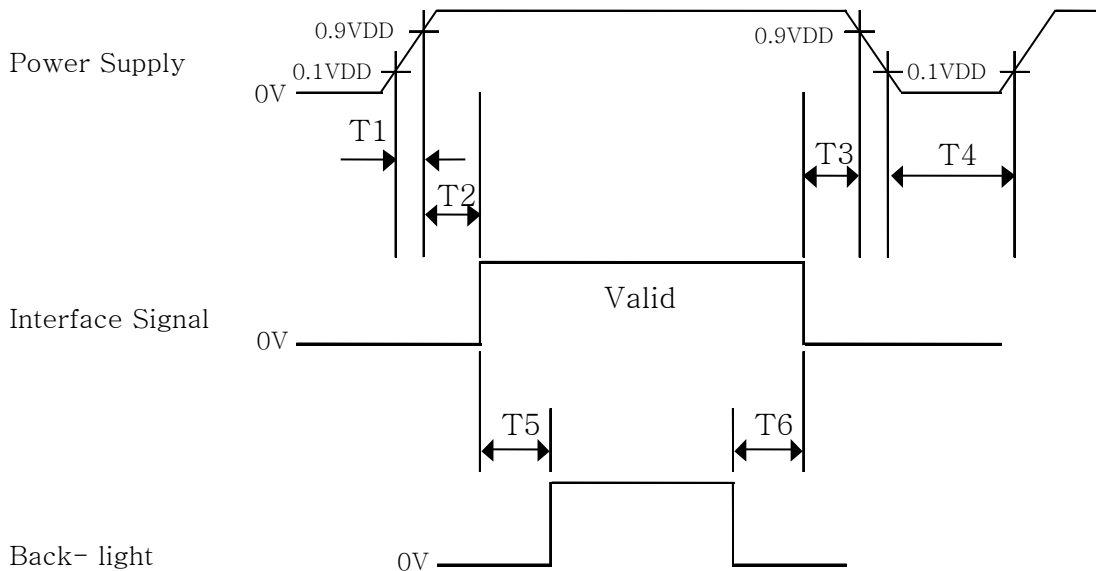 0.9VDD
0.9VDD
Power Supply
0.1VDD
0.1VDD
0V
T1
T3
T4
T2
Valid
Interface Signal
0V
T5
T6
Back- light
0V